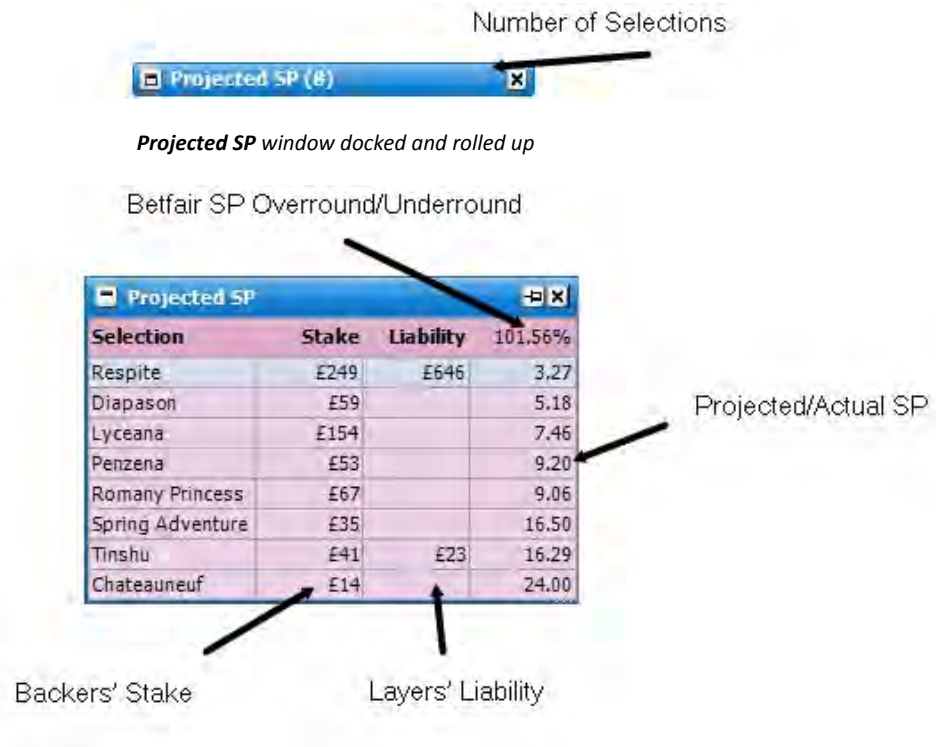 Number of Selections
Projected SP (8)
Projected SP window docked and rolled up
Betfair SP Overround/Underround
Projected SP
Selection Stake Liability 101.56%
Respite £249 £646 3.27
Diapason £59 5.18
Lyceana £154 7.46
Projected/Actual SP
Penzena £53 9.20
Romany Princess £67 9.06
Spring Adventure £35 16.50
Tinshu £41 £23 16.29
Chateauneuf £14 24.00
Backers' Stake
Layers' Liability